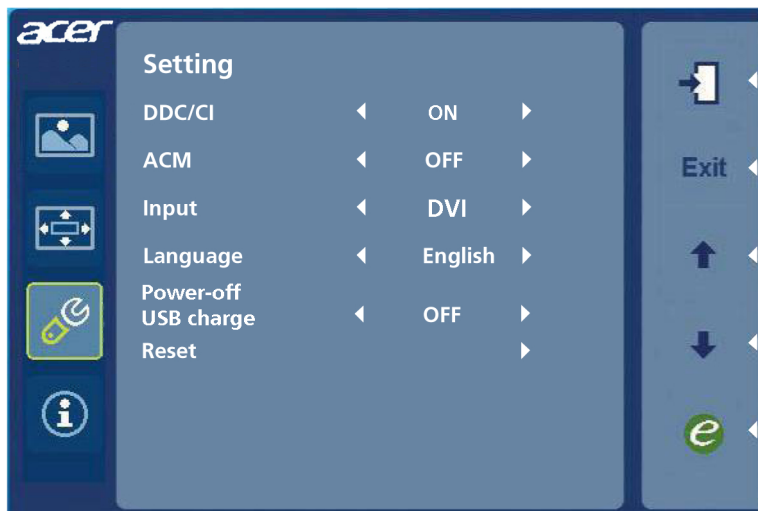 acer
Setting
DDC/CI ON
ACM OFF
Input DVI
Language English
Power-off
USB charge OFF
Reset
Exit
e